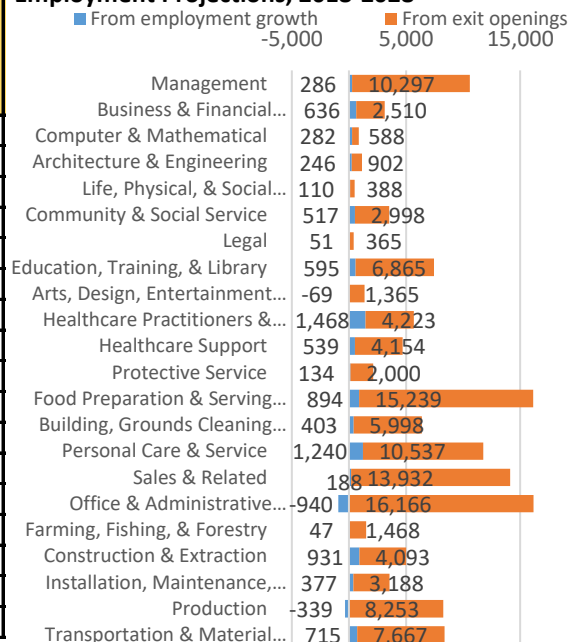 From employment growth From exit openings
-5,000 5,000 15,000
Management 286 10,297
Business & Financial... 636 2,510
Computer & Mathematical 282 588
Architecture & Engineering 246 902
Life, Physical, & Social... 110 388
Community & Social Service 517 2,998
Legal 51 365
Education, Training, & Library 595 6,865
Arts, Design, Entertainment... -69 1,365
Healthcare Practitioners &... 1,468 4,223
Healthcare Support 539 4,154
Protective Service 134 2,000
Food Preparation & Serving... 894 15,239
Building, Grounds Cleaning... 403 5,998
Personal Care & Service 1,240 10,537
Sales & Related 188 13,932
Office & Administrative... -940 16,166
Farming, Fishing, & Forestry 47 1,468
Construction & Extraction 931 4,093
Installation, Maintenance,... 377 3,188
Production -339 8,253
Transportation & Material... 715 7,667